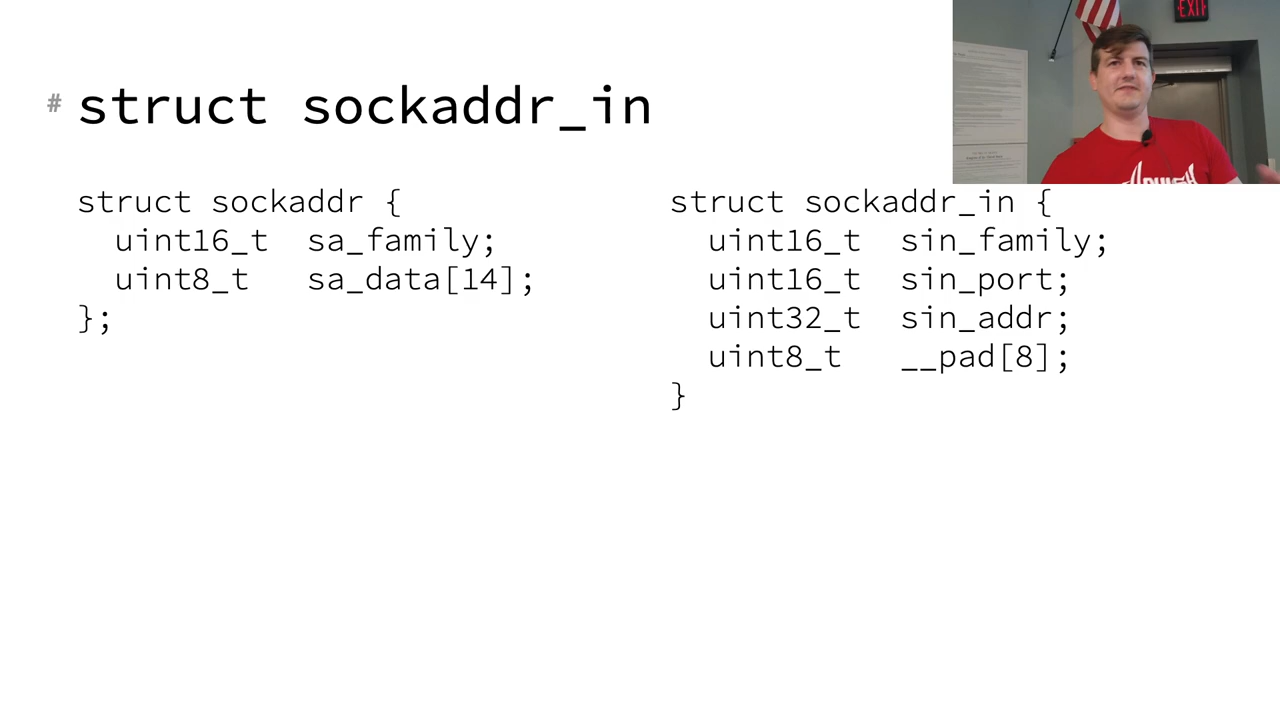 # struct sockaddr_in
struct sockaddr {
  uint16_t  sa_family;
  uint8_t   sa_data[14];
};
struct sockaddr_in {
  uint16_t  sin_family;
  uint16_t  sin_port;
  uint32_t  sin_addr;
  uint8_t   __pad[8];
}
EXIT